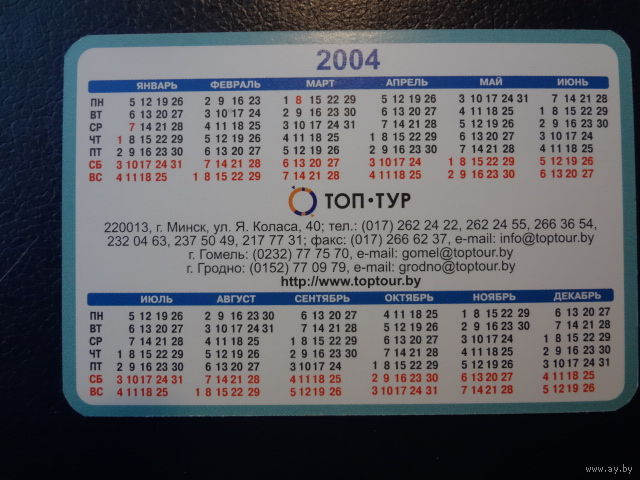 2004
ЯНВАРЬ ФЕВРАЛЬ МАРТ АПРЕЛЬ МАЙ ИЮНЬ
ПН 5 12 19 26 2 9 16 23 1 8 15 22 29 5 12 19 26 3 10 17 24 31 7 14 21 28
ВТ 6 13 20 27 3 10 17 24 2 9 16 23 30 6 13 20 27 4 11 18 25 1 8 15 22 29
СР 7 14 21 28 4 11 18 25 3 10 17 24 31 7 14 21 28 5 12 19 26 2 9 16 23 30
ЧТ 1 8 15 22 29 5 12 19 26 4 11 18 25 1 8 15 22 29 6 13 20 27 3 10 17 24
ПТ 2 9 16 23 30 6 13 20 27 5 12 19 26 2 9 16 23 30 7 14 21 28 4 11 18 25
СБ 3 10 17 24 31 7 14 21 28 6 13 20 27 3 10 17 24 1 8 15 22 29 5 12 19 26
ВС 4 11 18 25 1 8 15 22 29 7 14 21 28 4 11 18 25 2 9 16 23 30 6 13 20 27
ТОП•ТУР
220013, г. Минск, ул. Я. Коласа, 40; тел.: (017) 262 24 22, 262 24 55, 266 36 54,
232 04 63, 237 50 49, 217 77 31; факс: (017) 266 62 37, e-mail: info@toptour.by
г. Гомель: (0232) 77 75 70, e-mail: gomel@toptour.by
г. Гродно: (0152) 77 09 79, e-mail: grodno@toptour.by
http://www.toptour.by
ИЮЛЬ АВГУСТ СЕНТЯБРЬ ОКТЯБРЬ НОЯБРЬ ДЕКАБРЬ
ПН 5 12 19 26 2 9 16 23 30 6 13 20 27 4 11 18 25 1 8 15 22 29 6 13 20 27
ВТ 6 13 20 27 3 10 17 24 31 7 14 21 28 5 12 19 26 2 9 16 23 30 7 14 21 28
СР 7 14 21 28 4 11 18 25 1 8 15 22 29 6 13 20 27 3 10 17 24 1 8 15 22 29
ЧТ 1 8 15 22 29 5 12 19 26 2 9 16 23 30 7 14 21 28 4 11 18 25 2 9 16 23 30
ПТ 2 9 16 23 30 6 13 20 27 3 10 17 24 1 8 15 22 29 5 12 19 26 3 10 17 24 31
СБ 3 10 17 24 31 7 14 21 28 4 11 18 25 2 9 16 23 30 6 13 20 27 4 11 18 25
ВС 4 11 18 25 1 8 15 22 29 5 12 19 26 3 10 17 24 31 7 14 21 28 5 12 19 26
www.ay.by